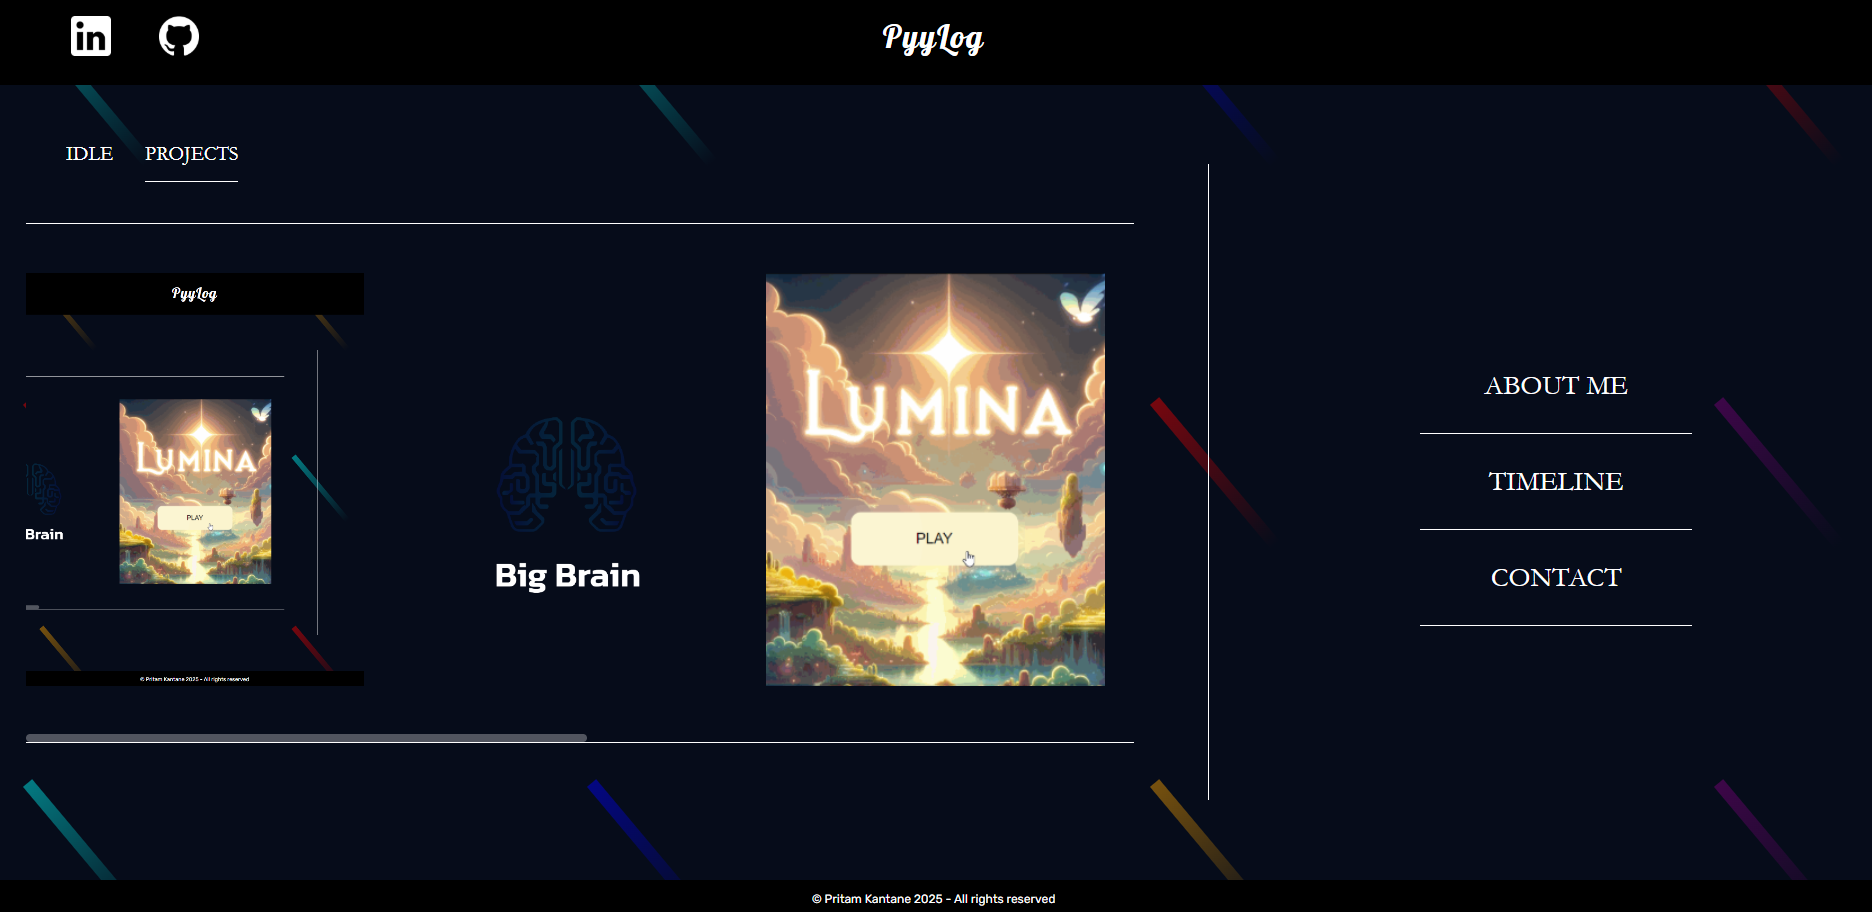 in
PyyLog
IDLE
PROJECTS
PyyLog
LUMINA
PLAY
Brain
© Pritam Kantane 2025 - All rights reserved
Big Brain
LUMINA
PLAY
ABOUT ME
TIMELINE
CONTACT
© Pritam Kantane 2025 - All rights reserved